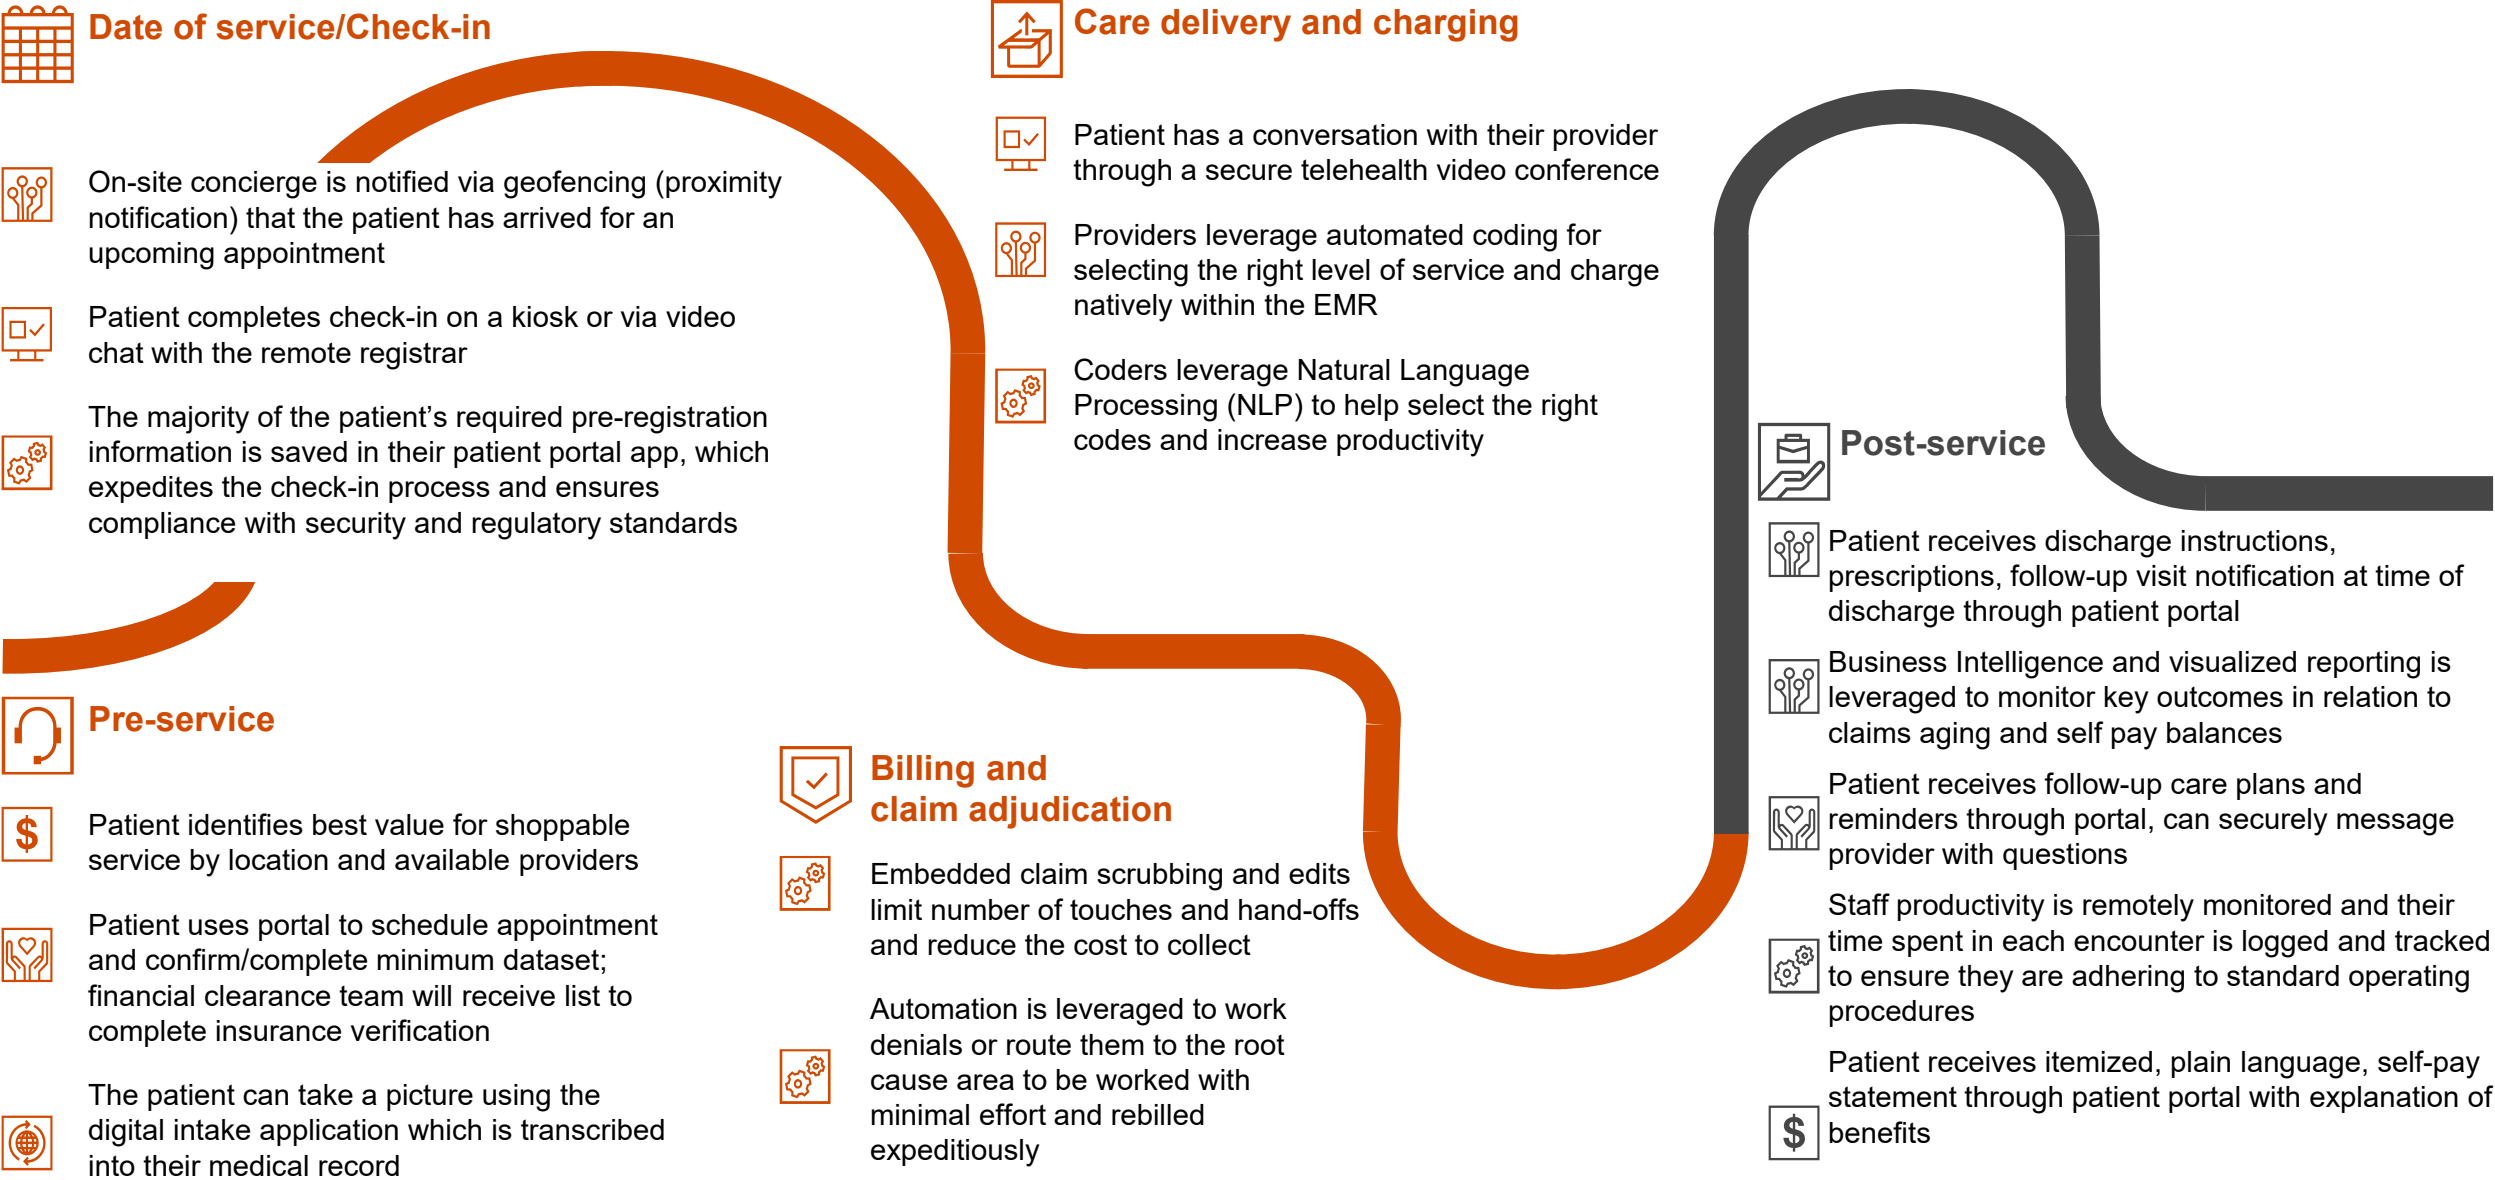 Date of service/Check-in
On-site concierge is notified via geofencing (proximity
notification) that the patient has arrived for an
upcoming appointment
Patient completes check-in on a kiosk or via video
chat with the remote registrar
The majority of the patient’s required pre-registration
information is saved in their patient portal app, which
expedites the check-in process and ensures
compliance with security and regulatory standards
Pre-service
$
Patient identifies best value for shoppable
service by location and available providers
Patient uses portal to schedule appointment
and confirm/complete minimum dataset;
financial clearance team will receive list to
complete insurance verification
The patient can take a picture using the
digital intake application which is transcribed
into their medical record
Care delivery and charging
Patient has a conversation with their provider
through a secure telehealth video conference
Providers leverage automated coding for
selecting the right level of service and charge
natively within the EMR
Coders leverage Natural Language
Processing (NLP) to help select the right
codes and increase productivity
Billing and
claim adjudication
Embedded claim scrubbing and edits
limit number of touches and hand-offs
and reduce the cost to collect
Automation is leveraged to work
denials or route them to the root
cause area to be worked with
minimal effort and rebilled
expeditiously
Post-service
Patient receives discharge instructions,
prescriptions, follow-up visit notification at time of
discharge through patient portal
Business Intelligence and visualized reporting is
leveraged to monitor key outcomes in relation to
claims aging and self pay balances
Patient receives follow-up care plans and
reminders through portal, can securely message
provider with questions
Staff productivity is remotely monitored and their
time spent in each encounter is logged and tracked
to ensure they are adhering to standard operating
procedures
Patient receives itemized, plain language, self-pay
statement through patient portal with explanation of
benefits
$